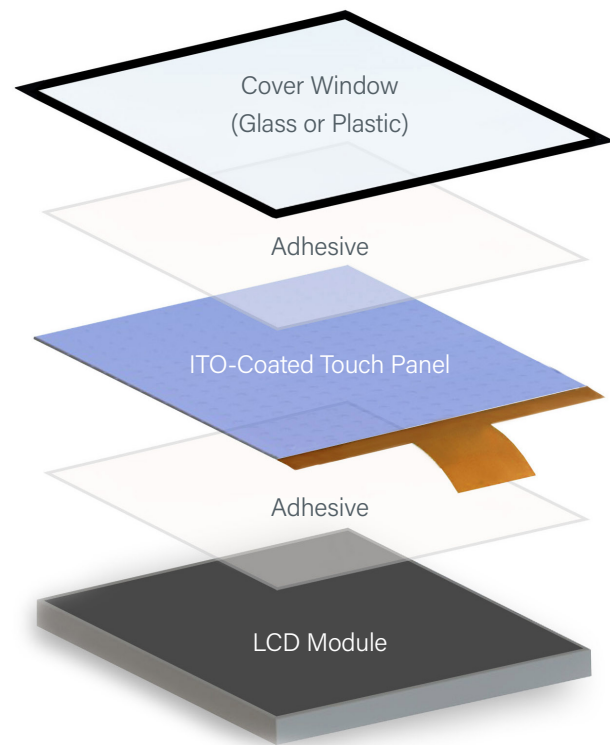 Cover Window
(Glass or Plastic)
Adhesive
ITO-Coated Touch Panel
Adhesive
LCD Module